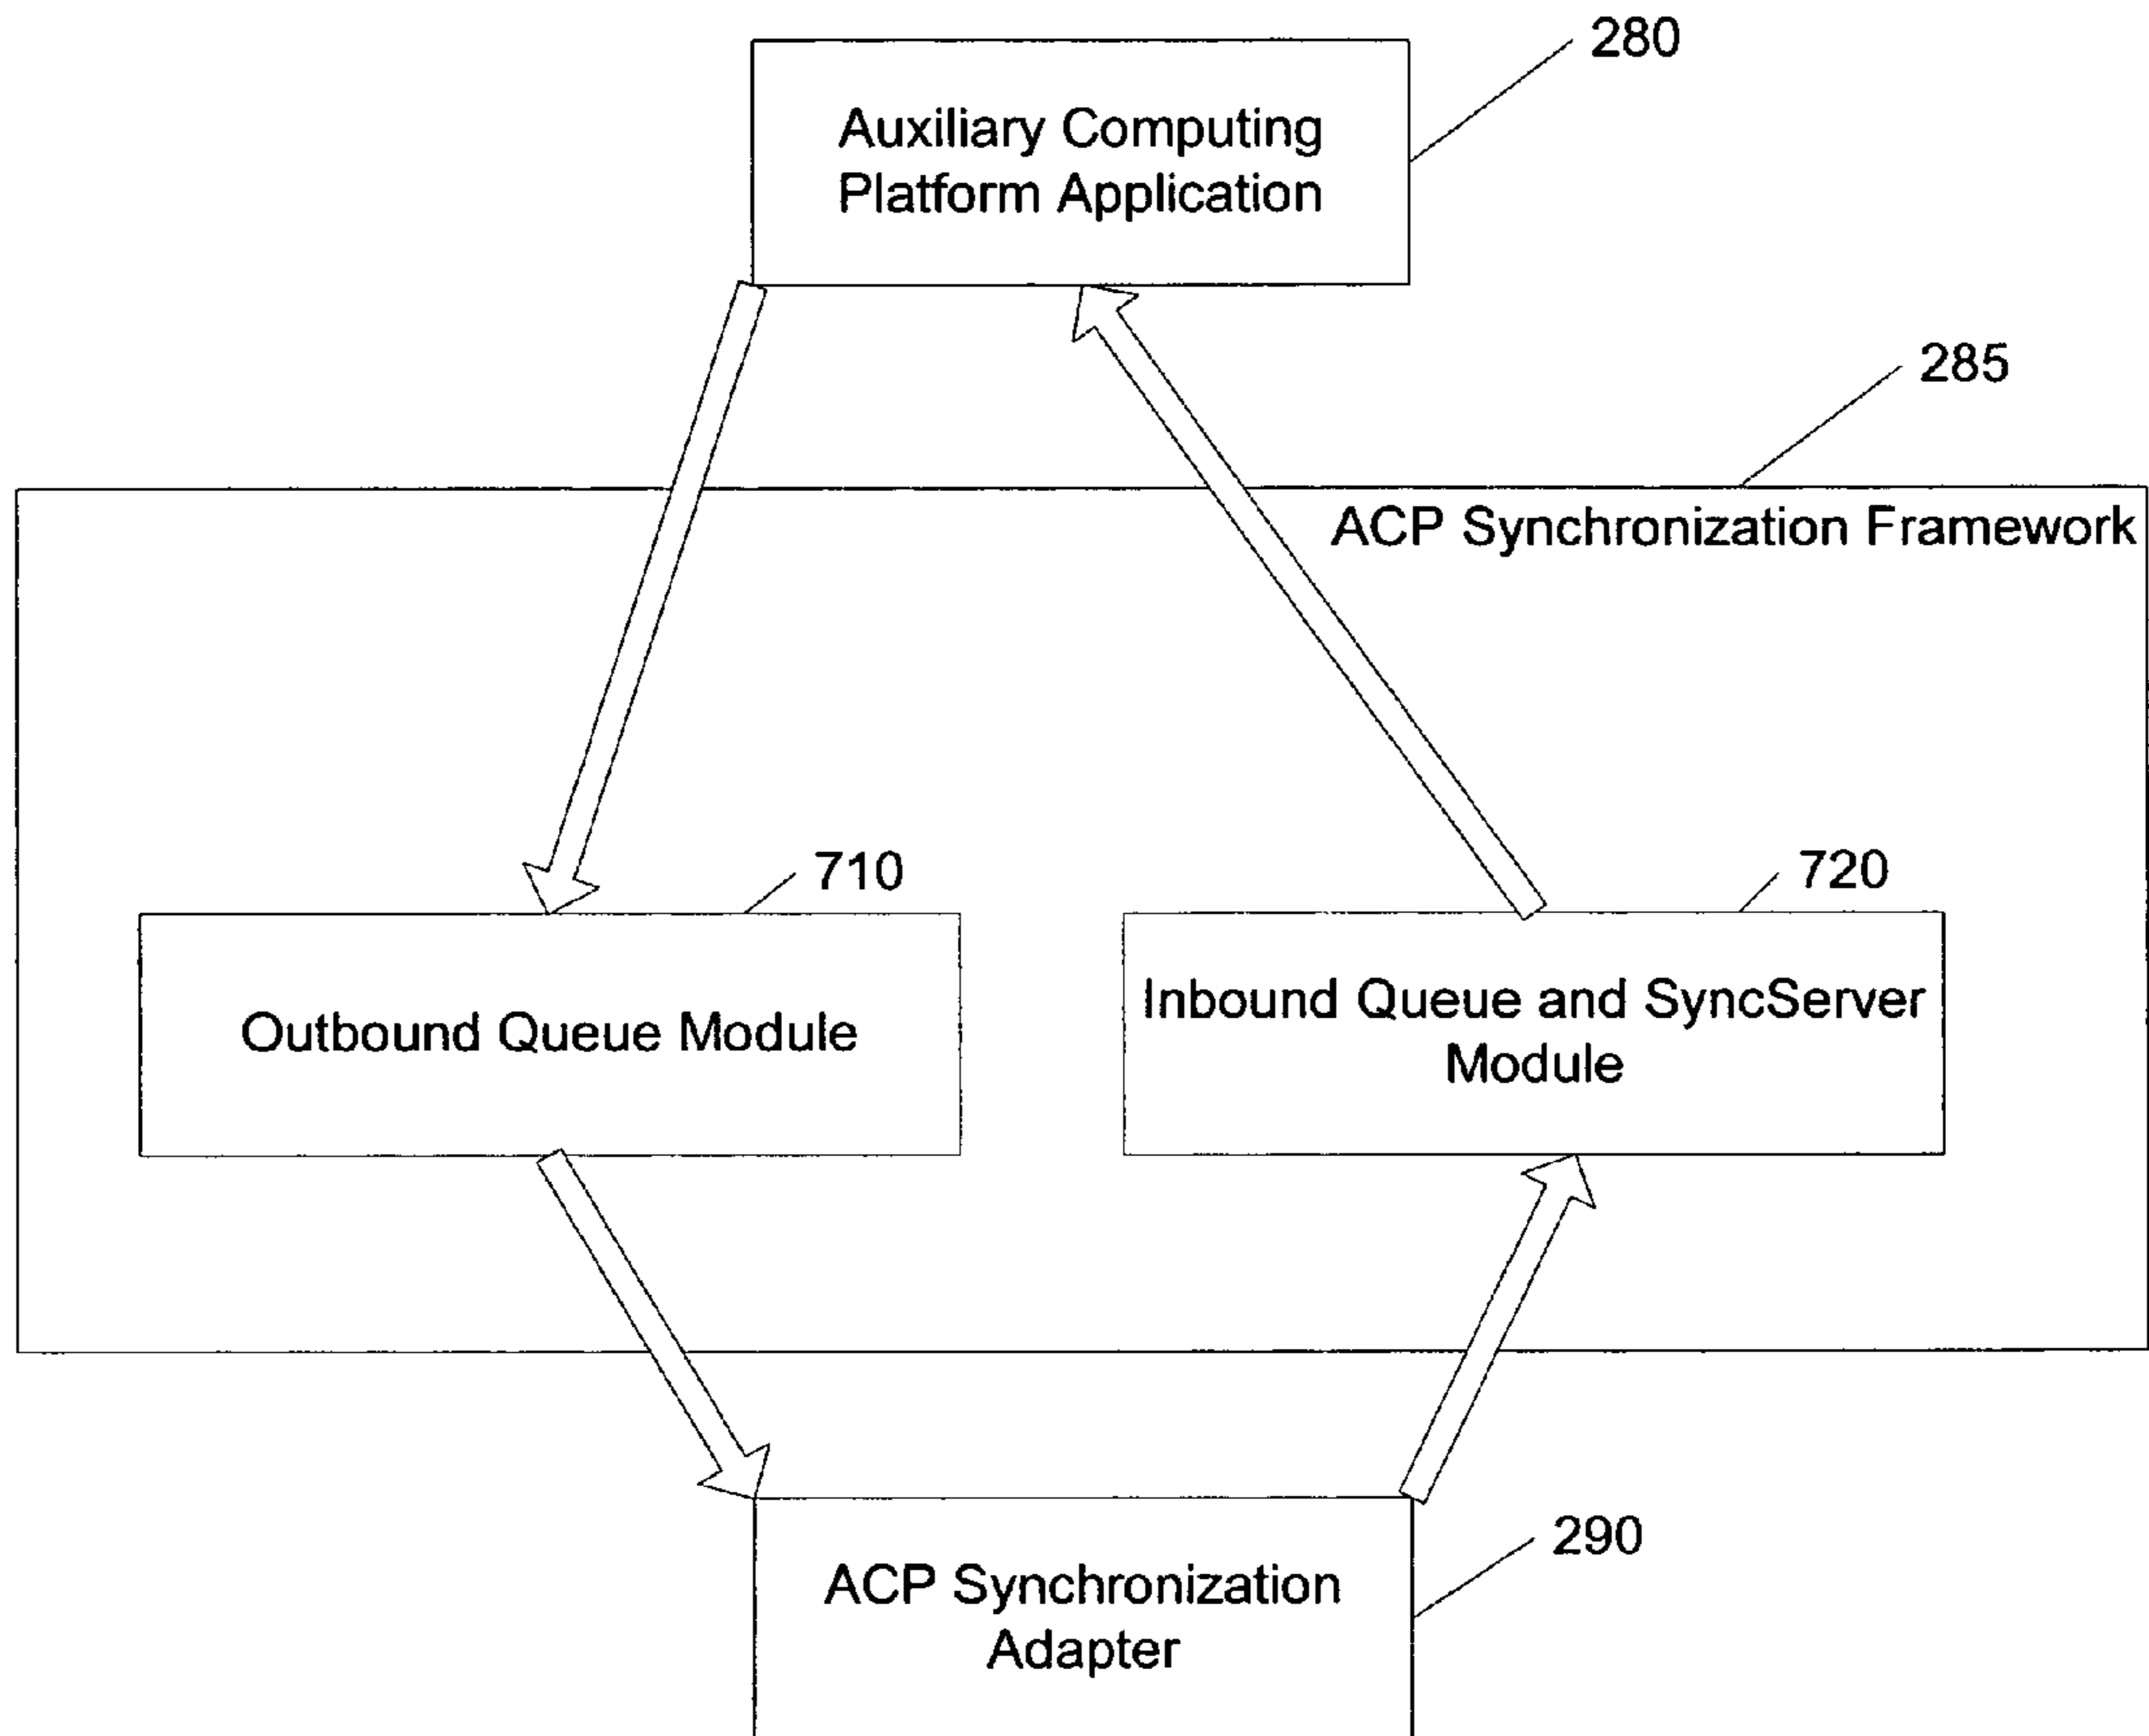 280
Auxiliary Computing
Platform Application
285
ACP Synchronization Framework
710
720
Outbound Queue Module
Inbound Queue and SyncServer
Module
290
ACP Synchronization
Adapter